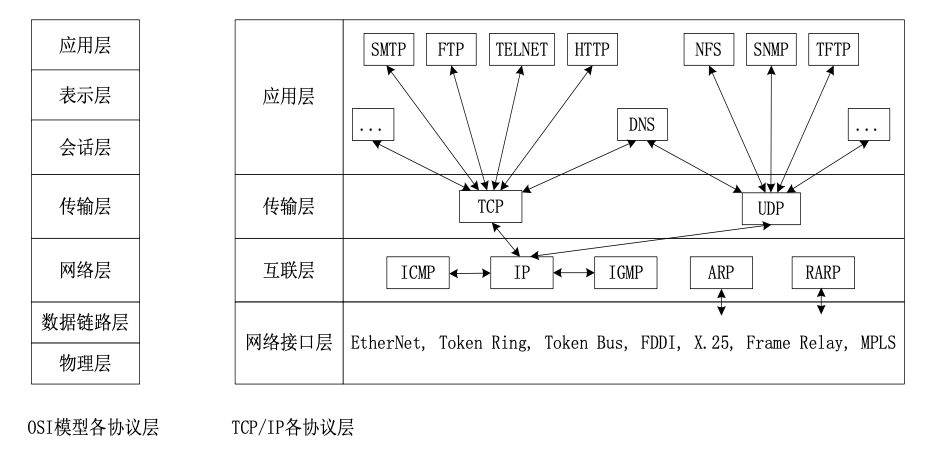 应用层
表示层
会话层
传输层
网络层
数据链路层
物理层
OSI模型各协议层
应用层
SMTP FTP TELNET HTTP NFS SNMP TFTP
... DNS ...
传输层
TCP UDP
互联层
ICMP IP IGMP ARP RARP
网络接口层
EtherNet, Token Ring, Token Bus, FDDI, X.25, Frame Relay, MPLS
TCP/IP各协议层